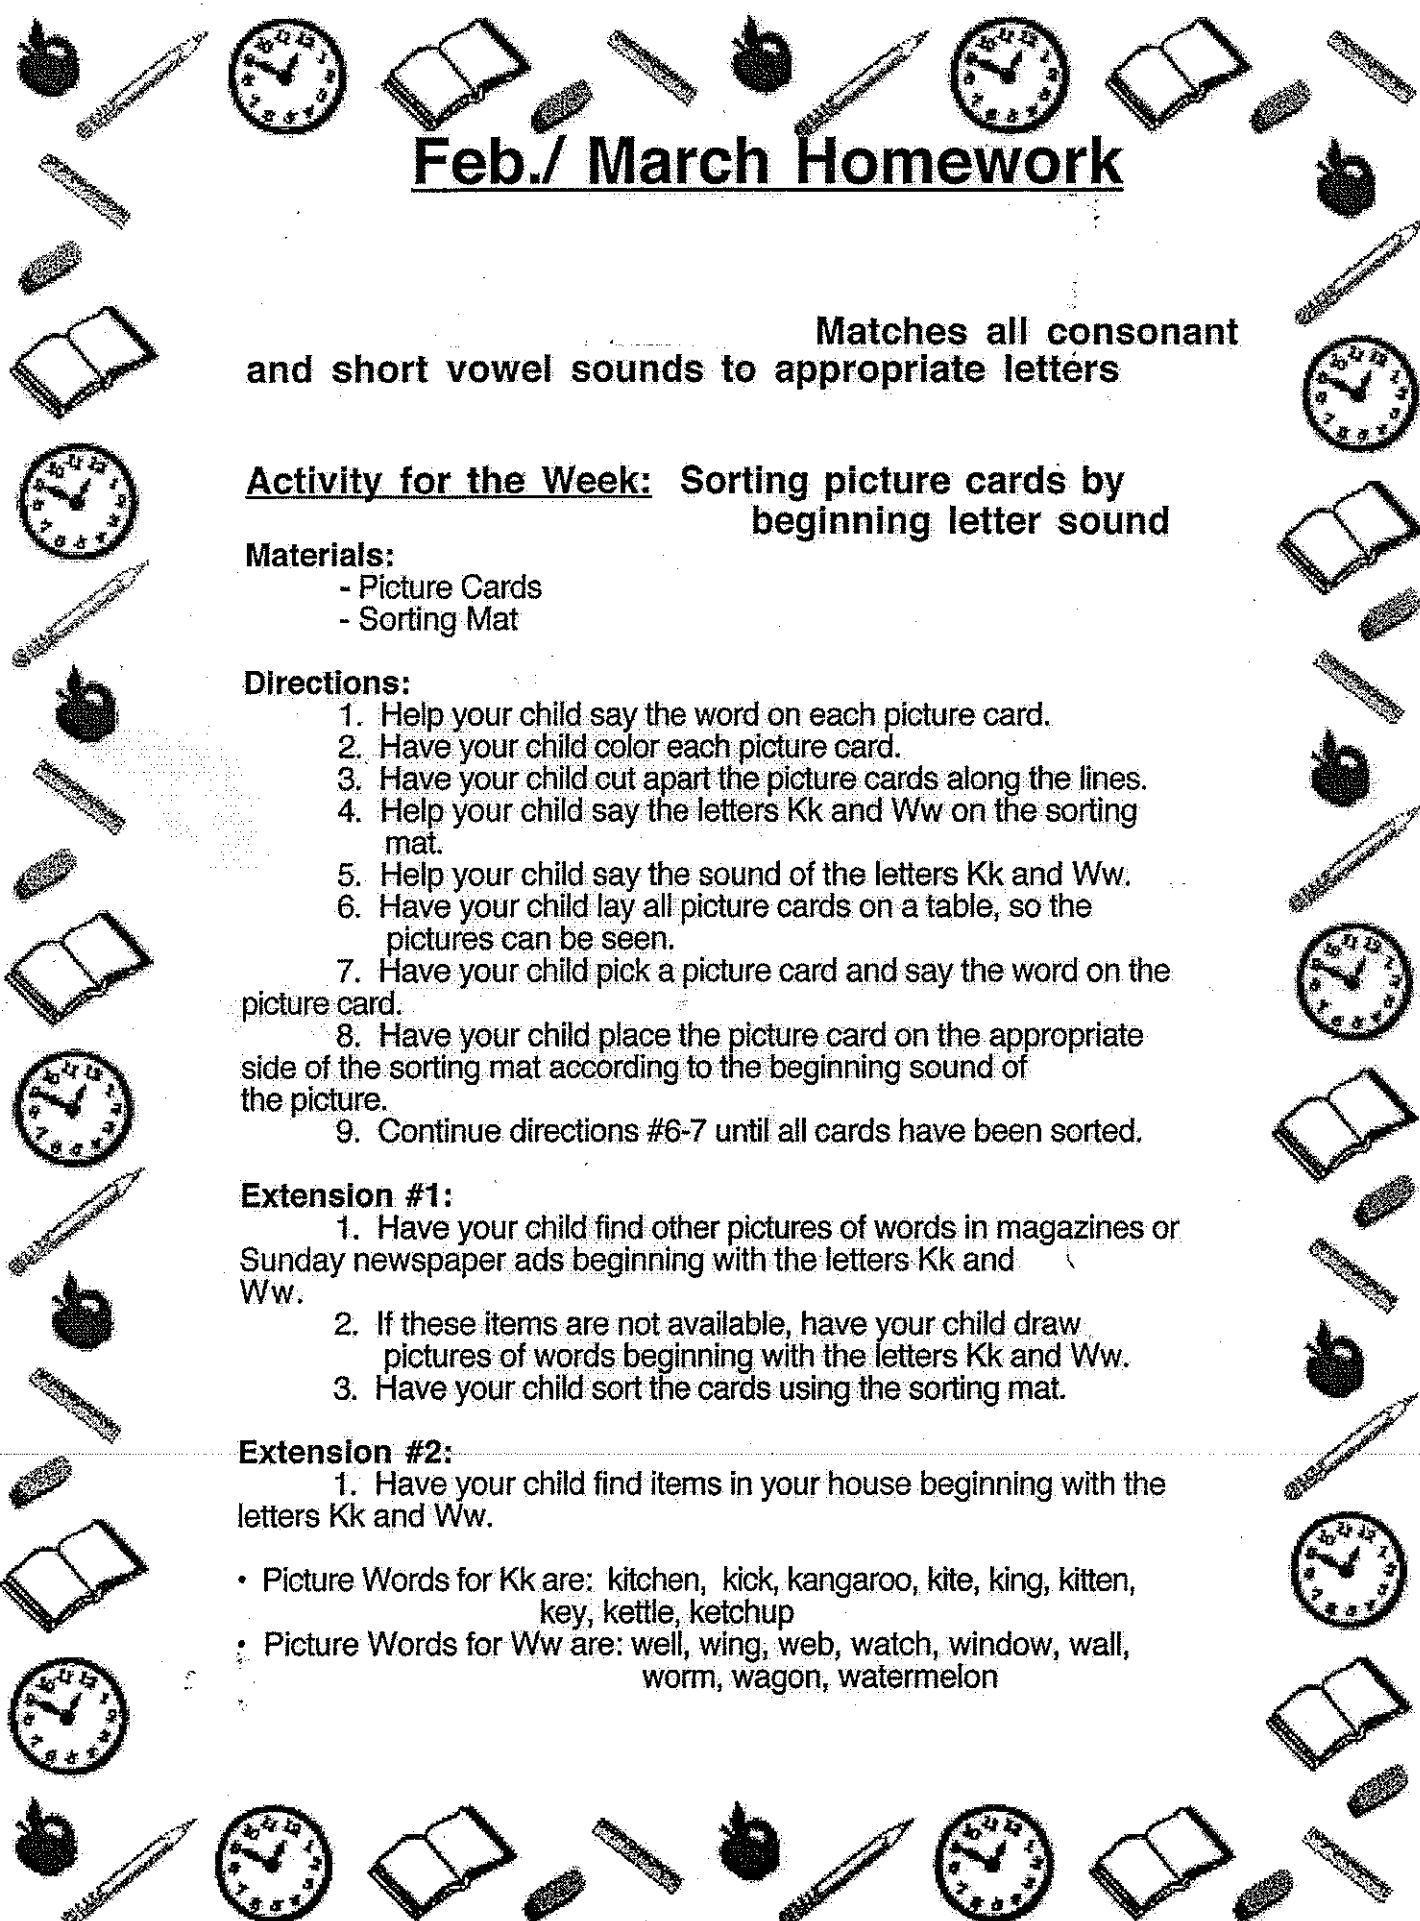 Feb./ March Homework
Matches all consonant
and short vowel sounds to appropriate letters
Activity for the Week: Sorting picture cards by
beginning letter sound
Materials:
- Picture Cards
- Sorting Mat
Directions:
1. Help your child say the word on each picture card.
2. Have your child color each picture card.
3. Have your child cut apart the picture cards along the lines.
4. Help your child say the letters Kk and Ww on the sorting
mat.
5. Help your child say the sound of the letters Kk and Ww.
6. Have your child lay all picture cards on a table, so the
pictures can be seen.
7. Have your child pick a picture card and say the word on the
picture card.
8. Have your child place the picture card on the appropriate
side of the sorting mat according to the beginning sound of
the picture.
9. Continue directions #6-7 until all cards have been sorted.
Extension #1:
1. Have your child find other pictures of words in magazines or
Sunday newspaper ads beginning with the letters Kk and
Ww.
2. If these items are not available, have your child draw
pictures of words beginning with the letters Kk and Ww.
3. Have your child sort the cards using the sorting mat.
Extension #2:
1. Have your child find items in your house beginning with the
letters Kk and Ww.
• Picture Words for Kk are: kitchen, kick, kangaroo, kite, king, kitten,
key, kettle, ketchup
• Picture Words for Ww are: well, wing, web, watch, window, wall,
worm, wagon, watermelon